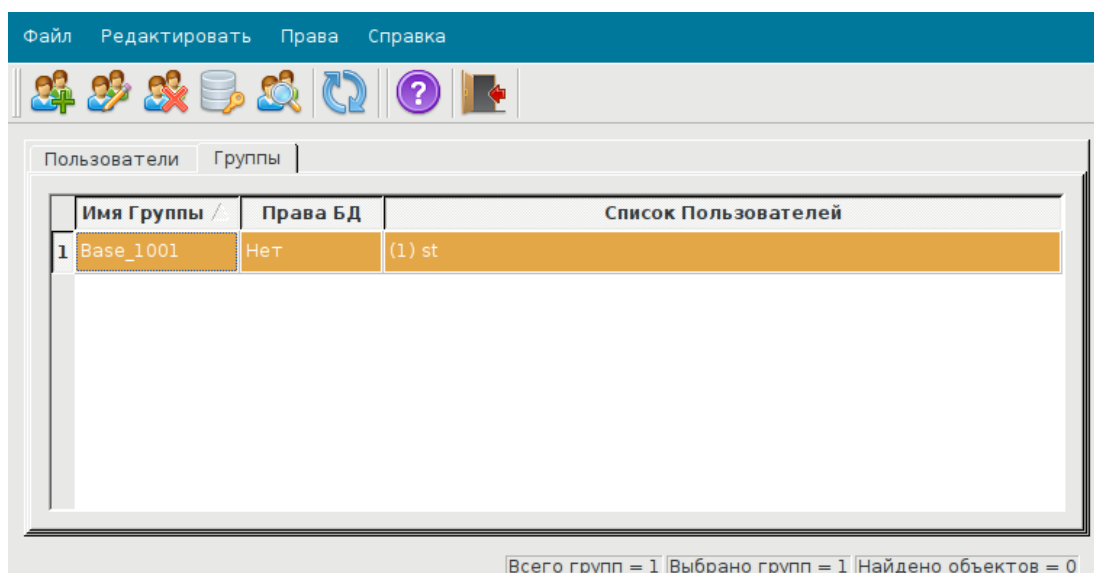 Файл Редактировать Права Справка
Пользователи Группы
Имя Группы Права БД Список Пользователей
1 Base_1001 Нет (1) st
Всего групп = 1 Выбрано групп = 1 Найдено объектов = 0